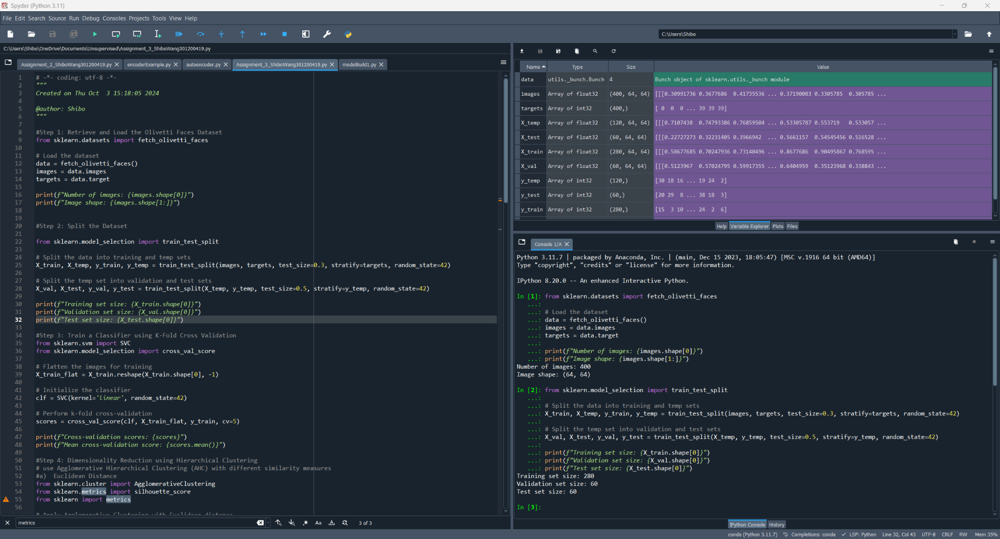 Spyder (Python 3.11)
File Edit Search Source Run Debug Consoles Projects Tools View Help
C:\Users\Shibo
C:\Users\Shibo\OneDrive\Documents\Unsupervised\Assignment_3_ShiboWang301200419.py
Assignment_2_ShiboWang301200419.py encoderExample.py autoencoder.py Assignment_3_ShiboWang301200419.py modelBuild1.py
1 # -*- coding: utf-8 -*-
2 """
3 Created on Thu Oct  3 15:18:05 2024
4
5 @author: Shibo
6 """
7
8 #Step 1: Retrieve and Load the Olivetti Faces Dataset
9 from sklearn.datasets import fetch_olivetti_faces
10
11 # Load the dataset
12 data = fetch_olivetti_faces()
13 images = data.images
14 targets = data.target
15
16 print(f"Number of images: {images.shape[0]}")
17 print(f"Image shape: {images.shape[1:]}")
18
19
20 #Step 2: Split the Dataset
21
22 from sklearn.model_selection import train_test_split
23
24 # Split the data into training and temp sets
25 X_train, X_temp, y_train, y_temp = train_test_split(images, targets, test_size=0.3, stratify=targets, random_state=42)
26
27 # Split the temp set into validation and test sets
28 X_val, X_test, y_val, y_test = train_test_split(X_temp, y_temp, test_size=0.5, stratify=y_temp, random_state=42)
29
30 print(f"Training set size: {X_train.shape[0]}")
31 print(f"Validation set size: {X_val.shape[0]}")
32 print(f"Test set size: {X_test.shape[0]}")
33
34 #Step 3: Train a Classifier using K-Fold Cross Validation
35 from sklearn.svm import SVC
36 from sklearn.model_selection import cross_val_score
37
38 # Flatten the images for training
39 X_train_flat = X_train.reshape(X_train.shape[0], -1)
40
41 # Initialize the classifier
42 clf = SVC(kernel='linear', random_state=42)
43
44 # Perform k-fold cross-validation
45 scores = cross_val_score(clf, X_train_flat, y_train, cv=5)
46
47 print(f"Cross-validation scores: {scores}")
48 print(f"Mean cross-validation score: {scores.mean()}")
49
50 #Step 4: Dimensionality Reduction using Hierarchical Clustering
51 # use Agglomerative Hierarchical Clustering (AHC) with different similarity measures
52 #a)  Euclidean Distance
53 from sklearn.cluster import AgglomerativeClustering
54 from sklearn.metrics import silhouette_score
55 from sklearn import metrics
56
# Apply Agglomerative Clustering with Euclidean distance
metrics Aa 3 of 3
Name Type Size Value
data utils._bunch.Bunch 4 Bunch object of sklearn.utils._bunch module
images Array of float32 (400, 64, 64) [[[0.30991736 0.3677686  0.41735536 ... 0.37190083 0.3305785  0.305785 ...
targets Array of int32 (400,) [ 0  0  0 ... 39 39 39]
X_temp Array of float32 (120, 64, 64) [[[0.7107438  0.74793386 0.76859504 ... 0.53305787 0.553719   0.533057 ...
X_test Array of float32 (60, 64, 64) [[[0.22727273 0.32231405 0.3966942  ... 0.5661157  0.54545456 0.516528 ...
X_train Array of float32 (280, 64, 64) [[[0.58677685 0.70247936 0.73140496 ... 0.8677686  0.90495867 0.768595 ...
X_val Array of float32 (60, 64, 64) [[[0.5123967  0.57024795 0.59917355 ... 0.6404959  0.35123968 0.338843 ...
y_temp Array of int32 (120,) [30 18 16 ... 19 24  2]
y_test Array of int32 (60,) [20 29  8 ... 38 18  3]
y_train Array of int32 (280,) [15  3 10 ... 24  2  6]
Help Variable Explorer Plots Files
Console 1/A
Python 3.11.7 | packaged by Anaconda, Inc. | (main, Dec 15 2023, 18:05:47) [MSC v.1916 64 bit (AMD64)]
Type "copyright", "credits" or "license" for more information.
IPython 8.20.0 -- An enhanced Interactive Python.
In [1]: from sklearn.datasets import fetch_olivetti_faces
...:
...: # Load the dataset
...: data = fetch_olivetti_faces()
...: images = data.images
...: targets = data.target
...:
...: print(f"Number of images: {images.shape[0]}")
...: print(f"Image shape: {images.shape[1:]}")
Number of images: 400
Image shape: (64, 64)
In [2]: from sklearn.model_selection import train_test_split
...:
...: # Split the data into training and temp sets
...: X_train, X_temp, y_train, y_temp = train_test_split(images, targets, test_size=0.3, stratify=targets, random_state=42)
...:
...: # Split the temp set into validation and test sets
...: X_val, X_test, y_val, y_test = train_test_split(X_temp, y_temp, test_size=0.5, stratify=y_temp, random_state=42)
...:
...: print(f"Training set size: {X_train.shape[0]}")
...: print(f"Validation set size: {X_val.shape[0]}")
...: print(f"Test set size: {X_test.shape[0]}")
Training set size: 280
Validation set size: 60
Test set size: 60
In [3]:
IPython Console History
conda (Python 3.11.7) Completions: conda LSP: Python Line 32, Col 43 UTF-8 CRLF RW Mem 35%